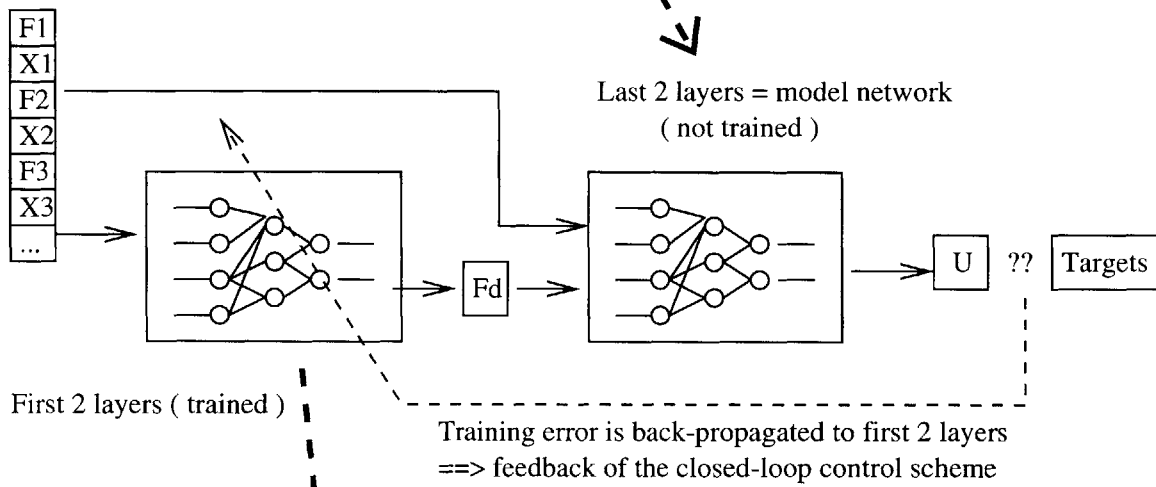 F1
X1
F2
X2
F3
X3
...
Last 2 layers = model network
( not trained )
Fd
U ?? Targets
First 2 layers ( trained )
Training error is back-propagated to first 2 layers
==> feedback of the closed-loop control scheme